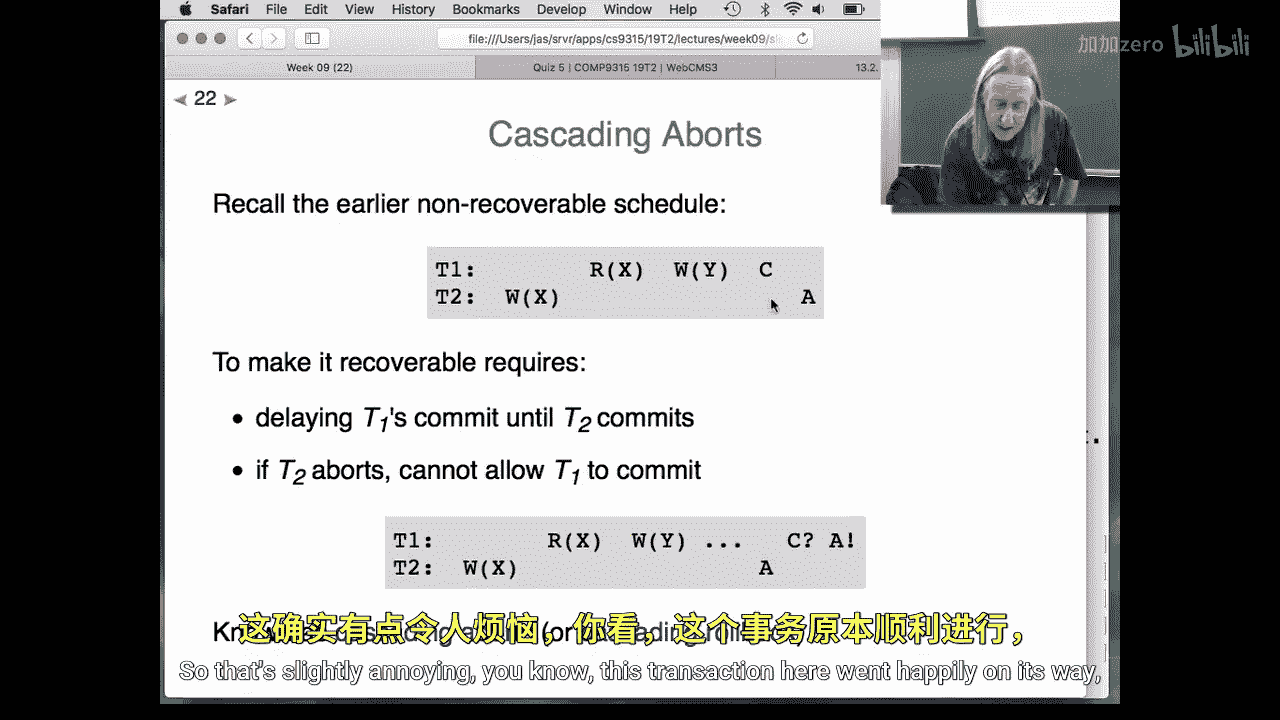 Safari File Edit View History Bookmarks Develop Window Help
file:///Users/jas/srvr/apps/cs9315/19T2/lectures/week09/sl
加加zero bilibili
Week 09 (22) Quiz 5 | COMP9315 19T2 | WebCMS3 13.2.
22
Cascading Aborts
Recall the earlier non-recoverable schedule:
T1: R(X) W(Y) C
T2: W(X) A
To make it recoverable requires:
• delaying T1's commit until T2 commits
• if T2 aborts, cannot allow T1 to commit
T1: R(X) W(Y) ... C? A!
T2: W(X) A
这确实有点令人烦恼，你看，这个事务原本顺利进行，
So that's slightly annoying, you know, this transaction here went happily on its way,